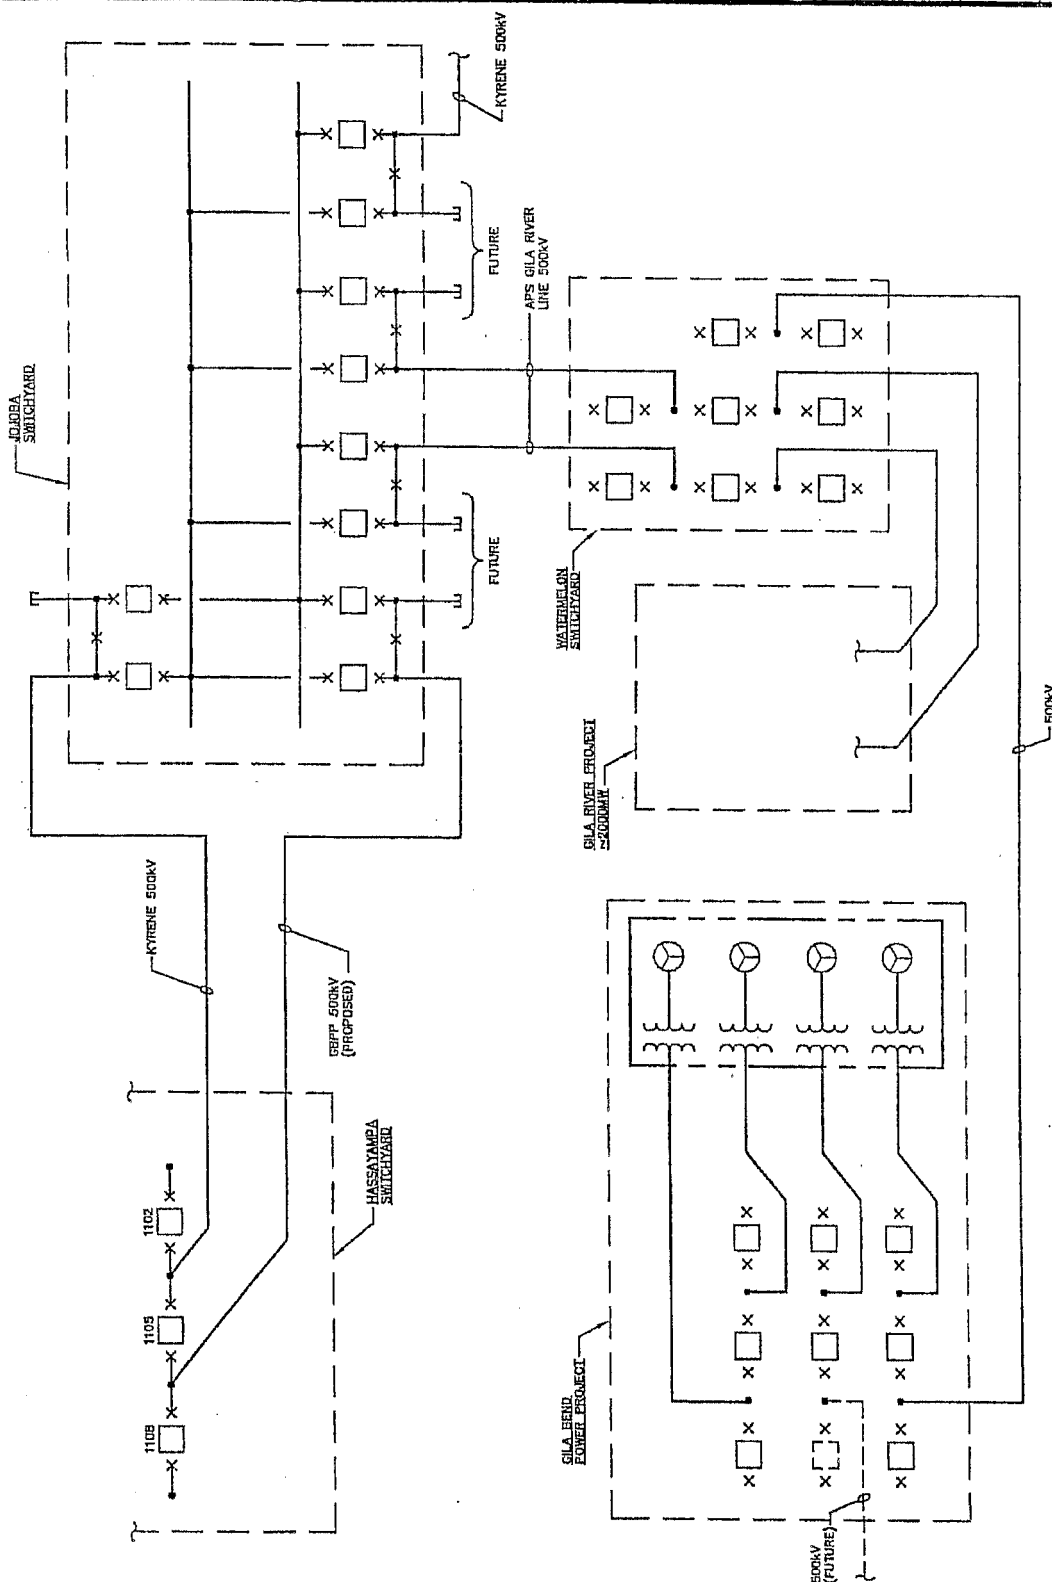 KYRENE 500kV
JOJOBA
SWITCHYARD
FUTURE
APS GILA RIVER
LINE 500kV
FUTURE
WATERMELON
SWITCHYARD
GILA RIVER PROJECT
~2000MW
500kV
KYRENE 500kV
GBPP 500kV
(PROPOSED)
HASSAYAMPA
SWITCHYARD
1102
1105
1108
GILA BEND
POWER PROJECT
500kV
(FUTURE)